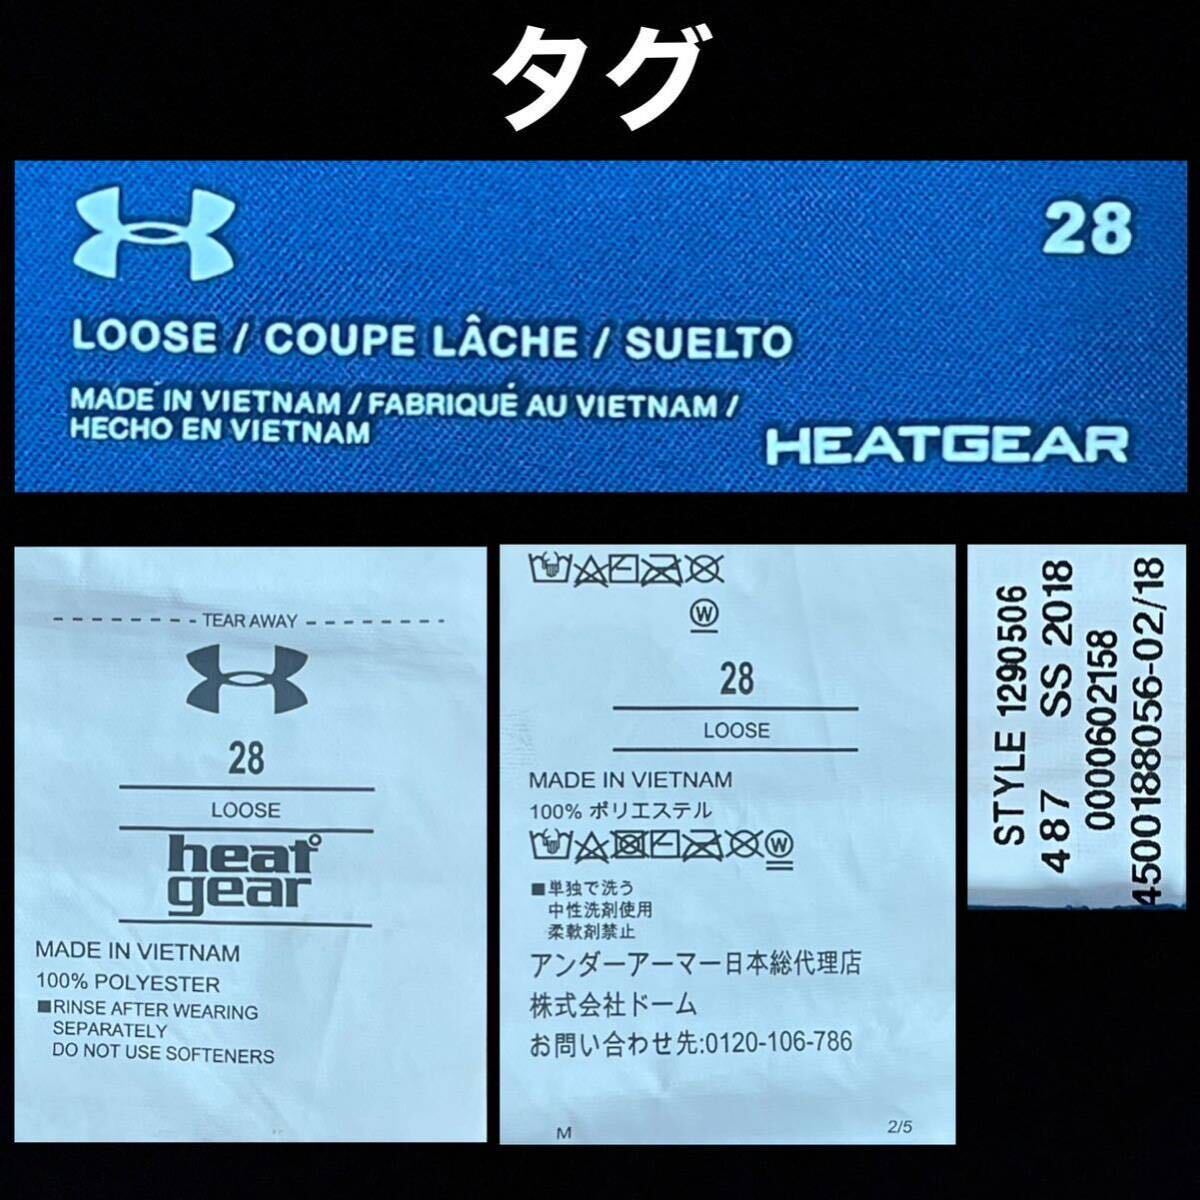 タグ
28
LOOSE / COUPE LÂCHE / SUELTO
MADE IN VIETNAM / FABRIQUÉ AU VIETNAM /
HECHO EN VIETNAM
HEATGEAR
TEAR AWAY
28
LOOSE
heat
gear
MADE IN VIETNAM
100% POLYESTER
■RINSE AFTER WEARING
SEPARATELY
DO NOT USE SOFTENERS
W
28
LOOSE
MADE IN VIETNAM
100% ポリエステル
W
■単独で洗う
中性洗剤使用
柔軟剤禁止
アンダーアーマー日本総代理店
株式会社ドーム
お問い合わせ先:0120-106-786
M
2/5
STYLE 1290506
487 SS 2018
0000602158
4500188056-02/18